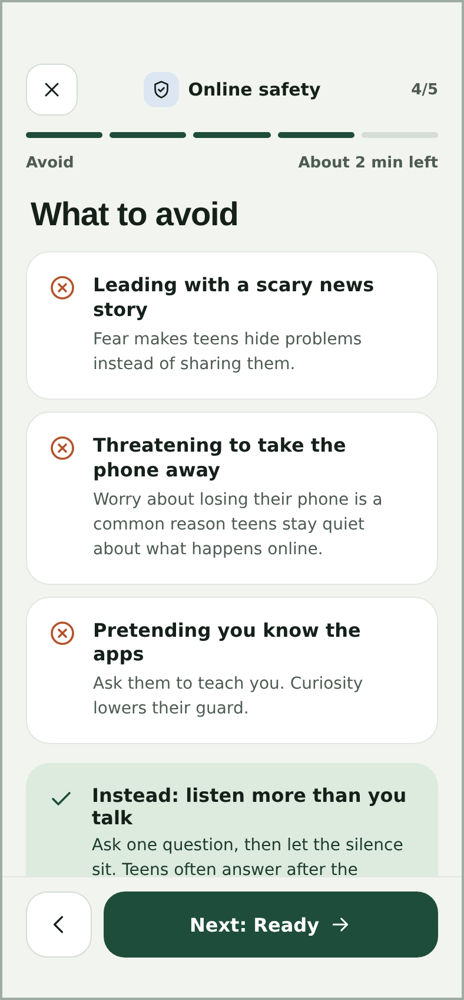 Online safety
4/5
Avoid
About 2 min left
What to avoid
Leading with a scary news
story
Fear makes teens hide problems
instead of sharing them.
Threatening to take the
phone away
Worry about losing their phone is a
common reason teens stay quiet
about what happens online.
Pretending you know the
apps
Ask them to teach you. Curiosity
lowers their guard.
Instead: listen more than you
talk
Ask one question, then let the silence
sit. Teens often answer after the
Next: Ready